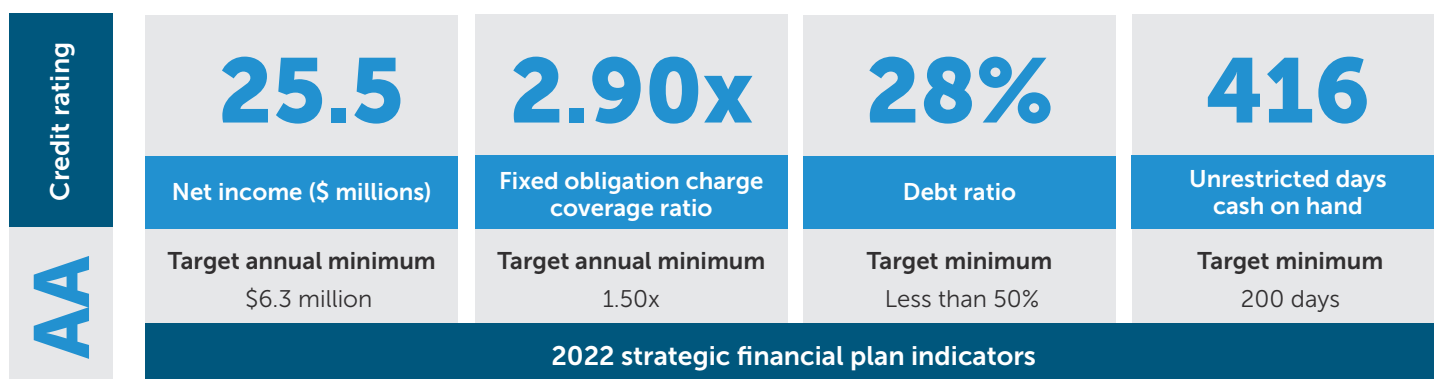 Credit rating
AA
25.5
Net income ($ millions)
Target annual minimum
$6.3 million
2.90x
Fixed obligation charge
coverage ratio
Target annual minimum
1.50x
28%
Debt ratio
Target minimum
Less than 50%
416
Unrestricted days
cash on hand
Target minimum
200 days
2022 strategic financial plan indicators